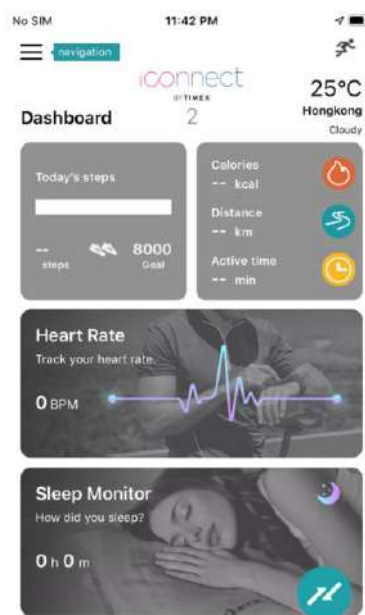 No SIM 11:42 PM
navigation
iconnect
BY TIMEX
2
25°C
Hongkong
Cloudy
Dashboard
Today's steps
--
steps
8000
Goal
Calories
-- kcal
Distance
-- km
Active time
-- min
Heart Rate
Track your heart rate.
0 BPM
Sleep Monitor
How did you sleep?
0 h 0 m